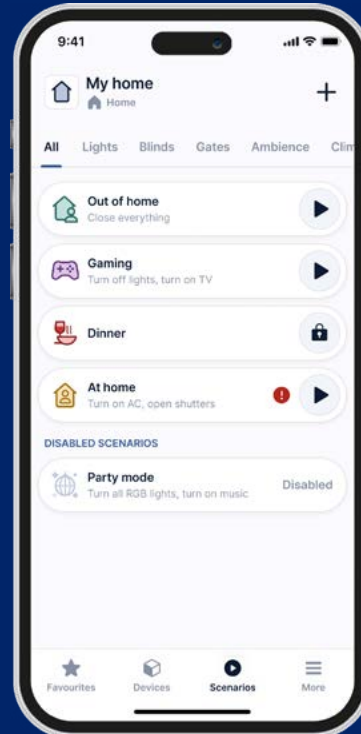 9:41
My home
Home
All Lights Blinds Gates Ambience Clim
Out of home
Close everything
Gaming
Turn off lights, turn on TV
Dinner
At home
Turn on AC, open shutters
DISABLED SCENARIOS
Party mode
Turn all RGB lights, turn on music
Disabled
Favourites Devices Scenarios More